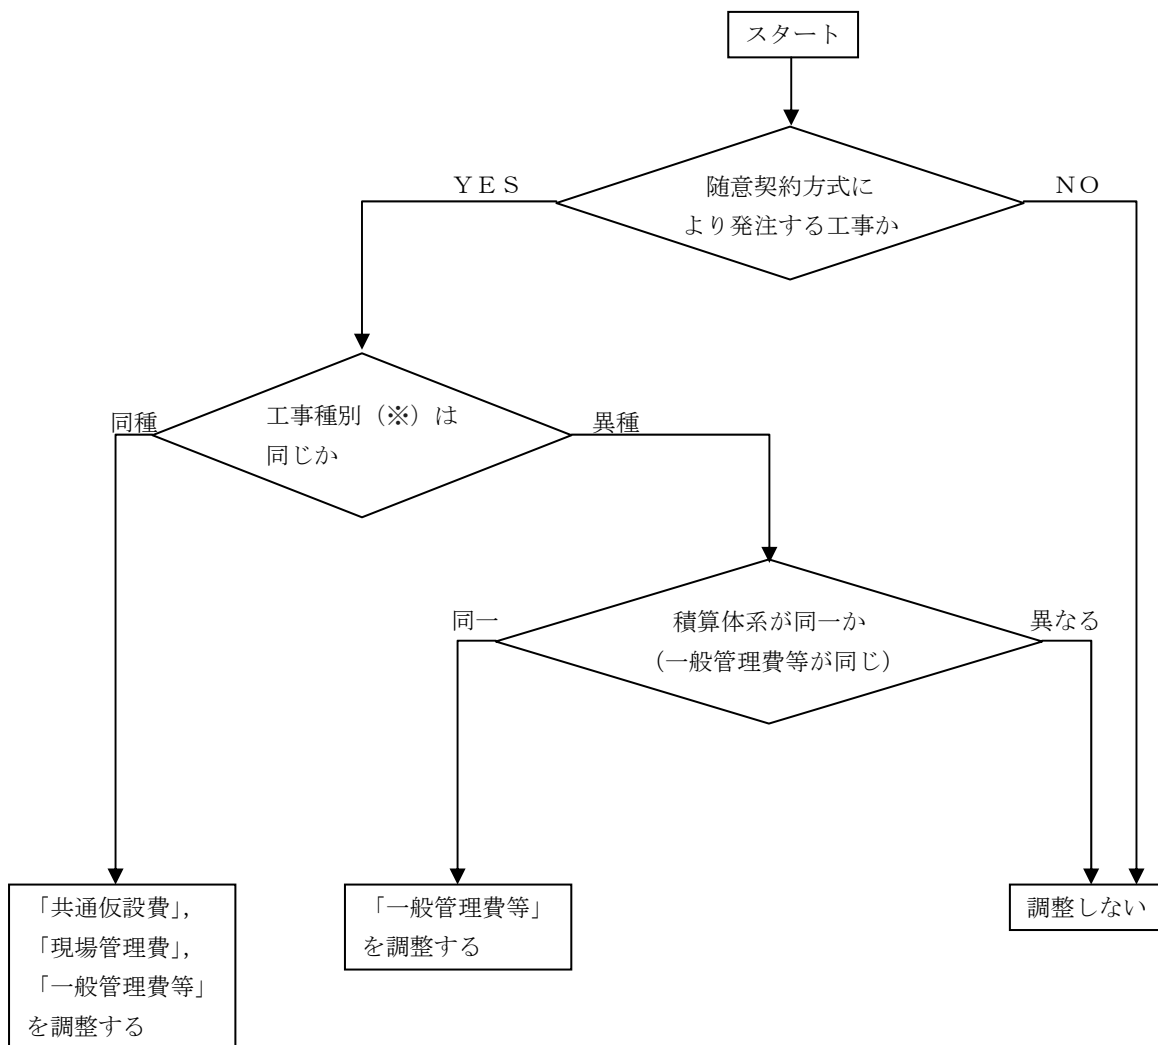 スタート
随意契約方式に
より発注する工事か
ＹＥＳ
ＮＯ
工事種別（※）は
同じか
同種
異種
積算体系が同一か
（一般管理費等が同じ）
同一
異なる
「共通仮設費」，
「現場管理費」，
「一般管理費等」
を調整する
「一般管理費等」
を調整する
調整しない